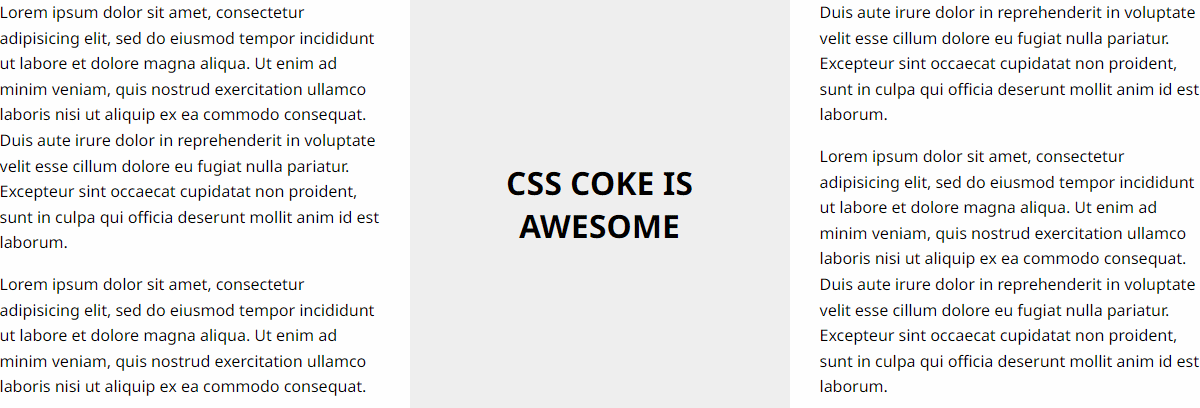 Lorem ipsum dolor sit amet, consectetur
adipisicing elit, sed do eiusmod tempor incididunt
ut labore et dolore magna aliqua. Ut enim ad
minim veniam, quis nostrud exercitation ullamco
laboris nisi ut aliquip ex ea commodo consequat.
Duis aute irure dolor in reprehenderit in voluptate
velit esse cillum dolore eu fugiat nulla pariatur.
Excepteur sint occaecat cupidatat non proident,
sunt in culpa qui officia deserunt mollit anim id est
laborum.
Lorem ipsum dolor sit amet, consectetur
adipisicing elit, sed do eiusmod tempor incididunt
ut labore et dolore magna aliqua. Ut enim ad
minim veniam, quis nostrud exercitation ullamco
laboris nisi ut aliquip ex ea commodo consequat.
CSS COKE IS
AWESOME
Duis aute irure dolor in reprehenderit in voluptate
velit esse cillum dolore eu fugiat nulla pariatur.
Excepteur sint occaecat cupidatat non proident,
sunt in culpa qui officia deserunt mollit anim id est
laborum.
Lorem ipsum dolor sit amet, consectetur
adipisicing elit, sed do eiusmod tempor incididunt
ut labore et dolore magna aliqua. Ut enim ad
minim veniam, quis nostrud exercitation ullamco
laboris nisi ut aliquip ex ea commodo consequat.
Duis aute irure dolor in reprehenderit in voluptate
velit esse cillum dolore eu fugiat nulla pariatur.
Excepteur sint occaecat cupidatat non proident,
sunt in culpa qui officia deserunt mollit anim id est
laborum.